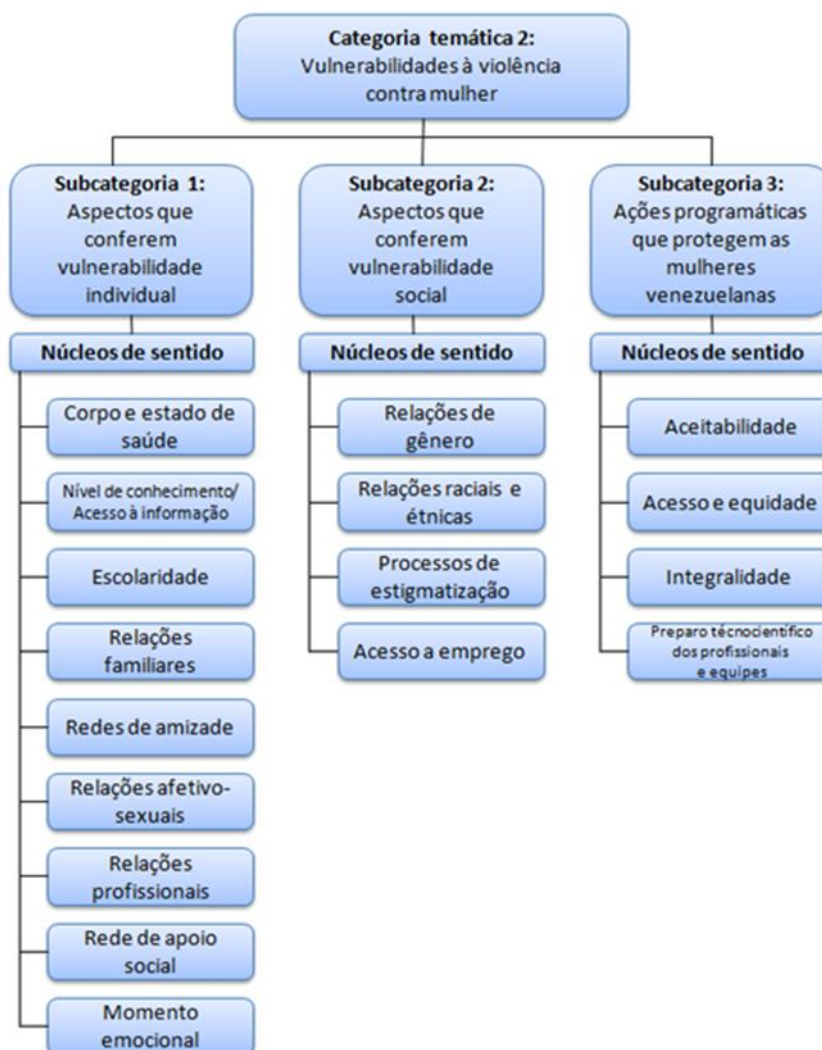 Categoria temática 2:
Vulnerabilidades à violência
contra mulher
Subcategoria 1:
Aspectos que
conferem
vulnerabilidade
individual
Núcleos de sentido
Corpo e estado de
saúde
Nível de conhecimento/
Acesso à informação
Escolaridade
Relações
familiares
Redes de amizade
Relações afetivo-
sexuais
Relações
profissionais
Rede de apoio
social
Momento
emocional
Subcategoria 2:
Aspectos que
conferem
vulnerabilidade
social
Núcleos de sentido
Relações de
gênero
Relações raciais e
étnicas
Processos de
estigmatização
Acesso a emprego
Subcategoria 3:
Ações programáticas
que protegem as
mulheres
venezuelanas
Núcleos de sentido
Aceitabilidade
Acesso e equidade
Integralidade
Preparo técnocientífico
dos profissionais
e equipes